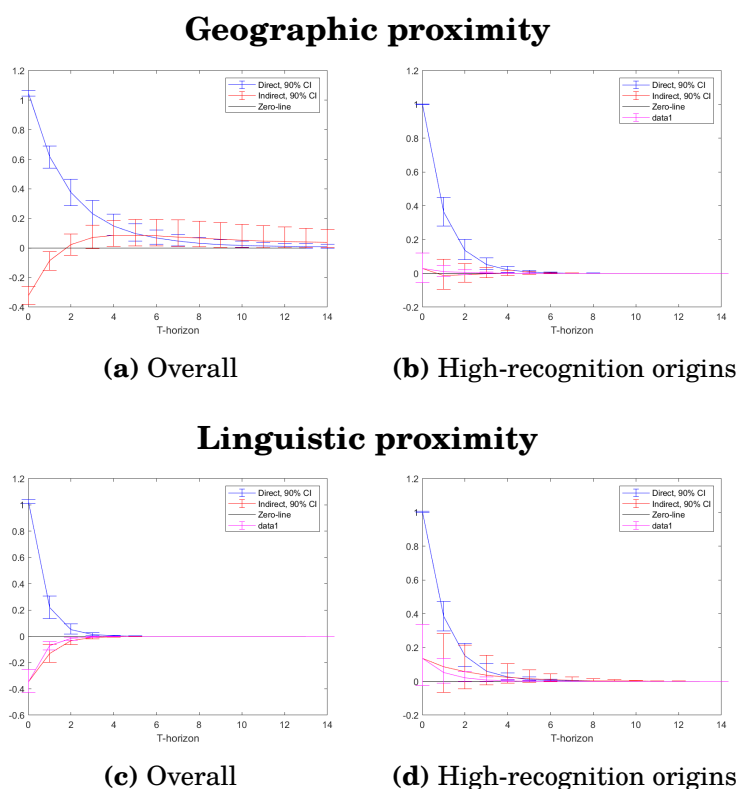 Geographic proximity
1.2
1
0.8
0.6
0.4
0.2
0
-0.2
-0.4
0 2 4 6 8 10 12 14
T-horizon
Direct, 90% CI
Indirect, 90% CI
Zero-line
(a) Overall
1.2
1
0.8
0.6
0.4
0.2
0
-0.2
0 2 4 6 8 10 12 14
T-horizon
Direct, 90% CI
Indirect, 90% CI
Zero-line
data1
(b) High-recognition origins
Linguistic proximity
1.2
1
0.8
0.6
0.4
0.2
0
-0.2
-0.4
-0.6
0 2 4 6 8 10 12 14
T-horizon
Direct, 90% CI
Indirect, 90% CI
Zero-line
data1
(c) Overall
1.2
1
0.8
0.6
0.4
0.2
0
-0.2
0 2 4 6 8 10 12 14
T-horizon
Direct, 90% CI
Indirect, 90% CI
Zero-line
data1
(d) High-recognition origins